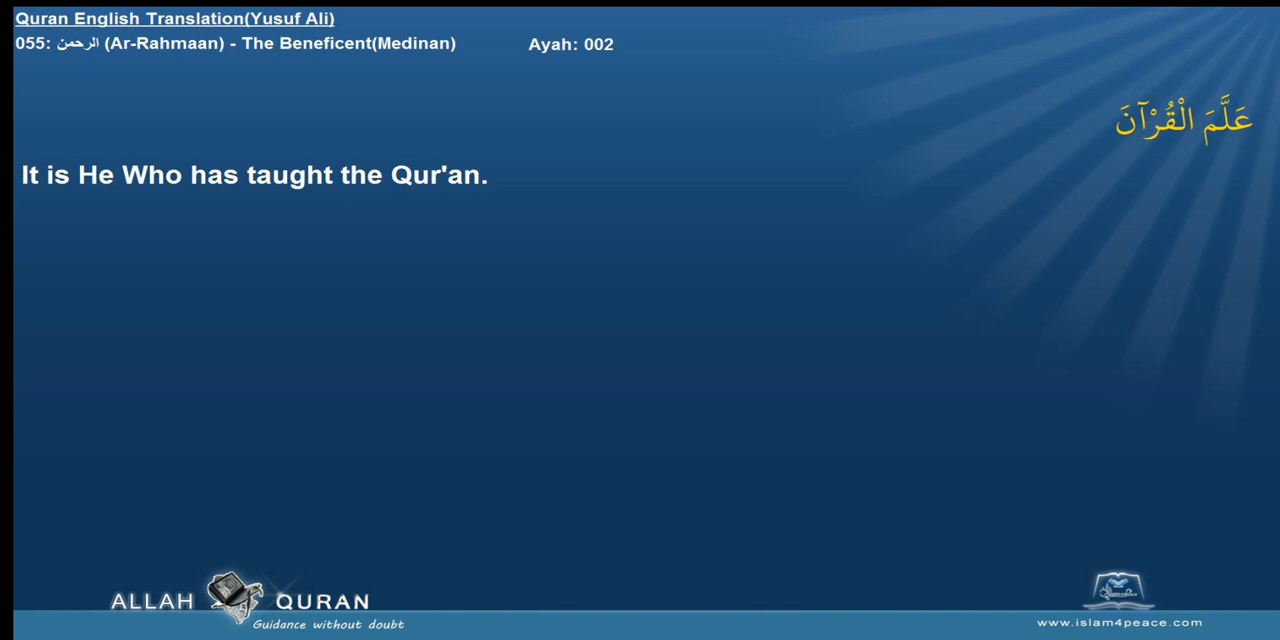 Quran English Translation(Yusuf Ali)
055: الرحمن (Ar-Rahmaan) - The Beneficent(Medinan) Ayah: 002
عَلَّمَ الْقُرْآنَ
It is He Who has taught the Qur'an.
ALLAH QURAN
Guidance without doubt
www.islam4peace.com